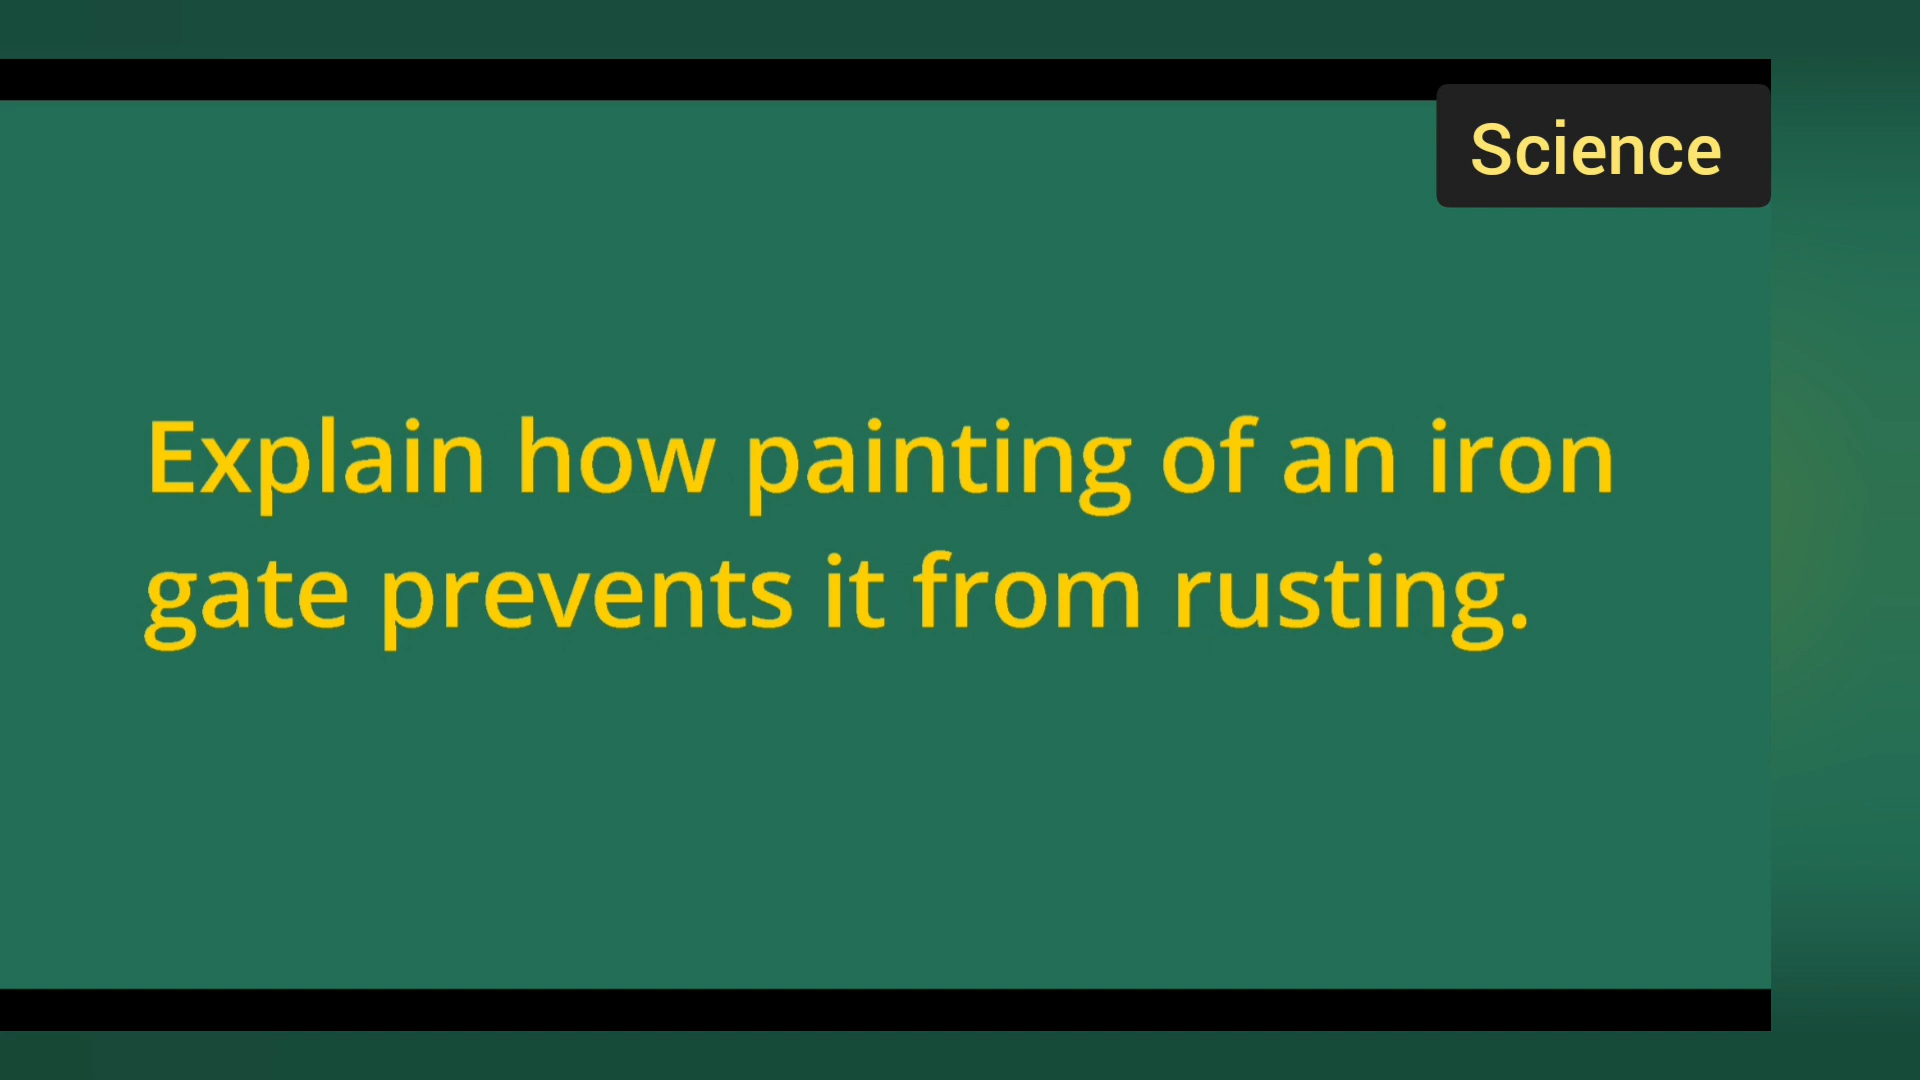 Science
Explain how painting of an iron
gate prevents it from rusting.